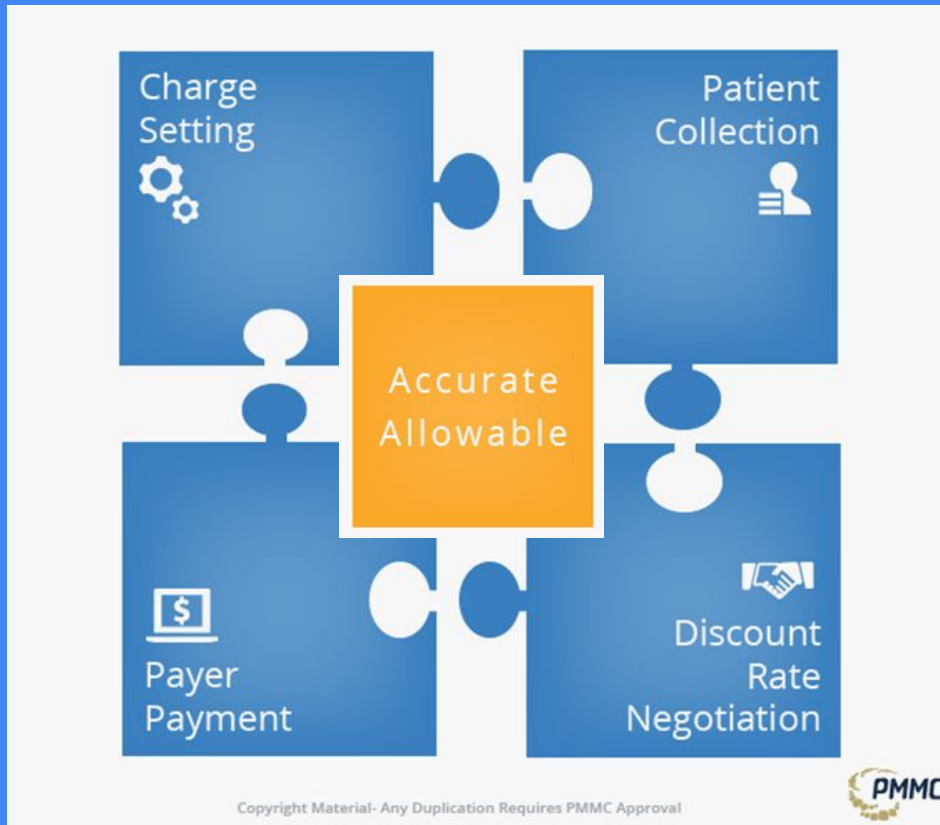 Charge
Setting
Patient
Collection
Accurate
Allowable
$
Payer
Payment
Discount
Rate
Negotiation
Copyright Material- Any Duplication Requires PMMC Approval
PMMC